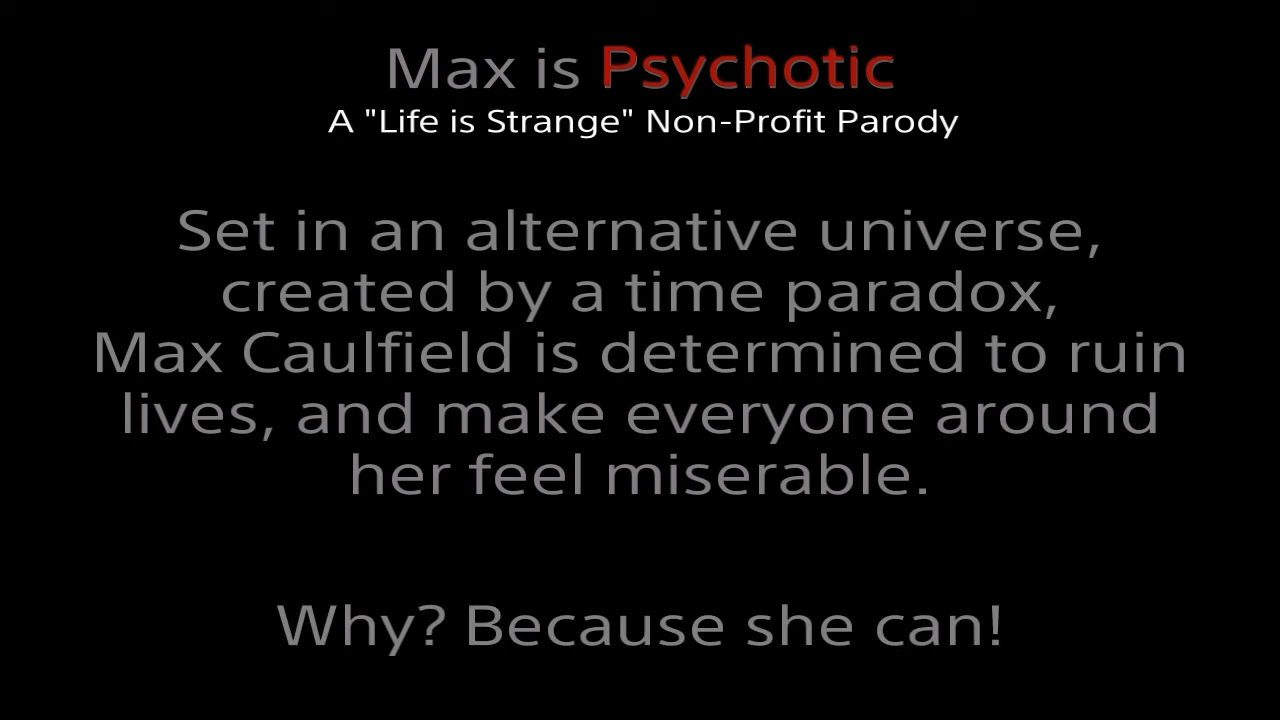 Max is Psychotic
A "Life is Strange" Non-Profit Parody
Set in an alternative universe,
created by a time paradox,
Max Caulfield is determined to ruin
lives, and make everyone around
her feel miserable.
Why? Because she can!